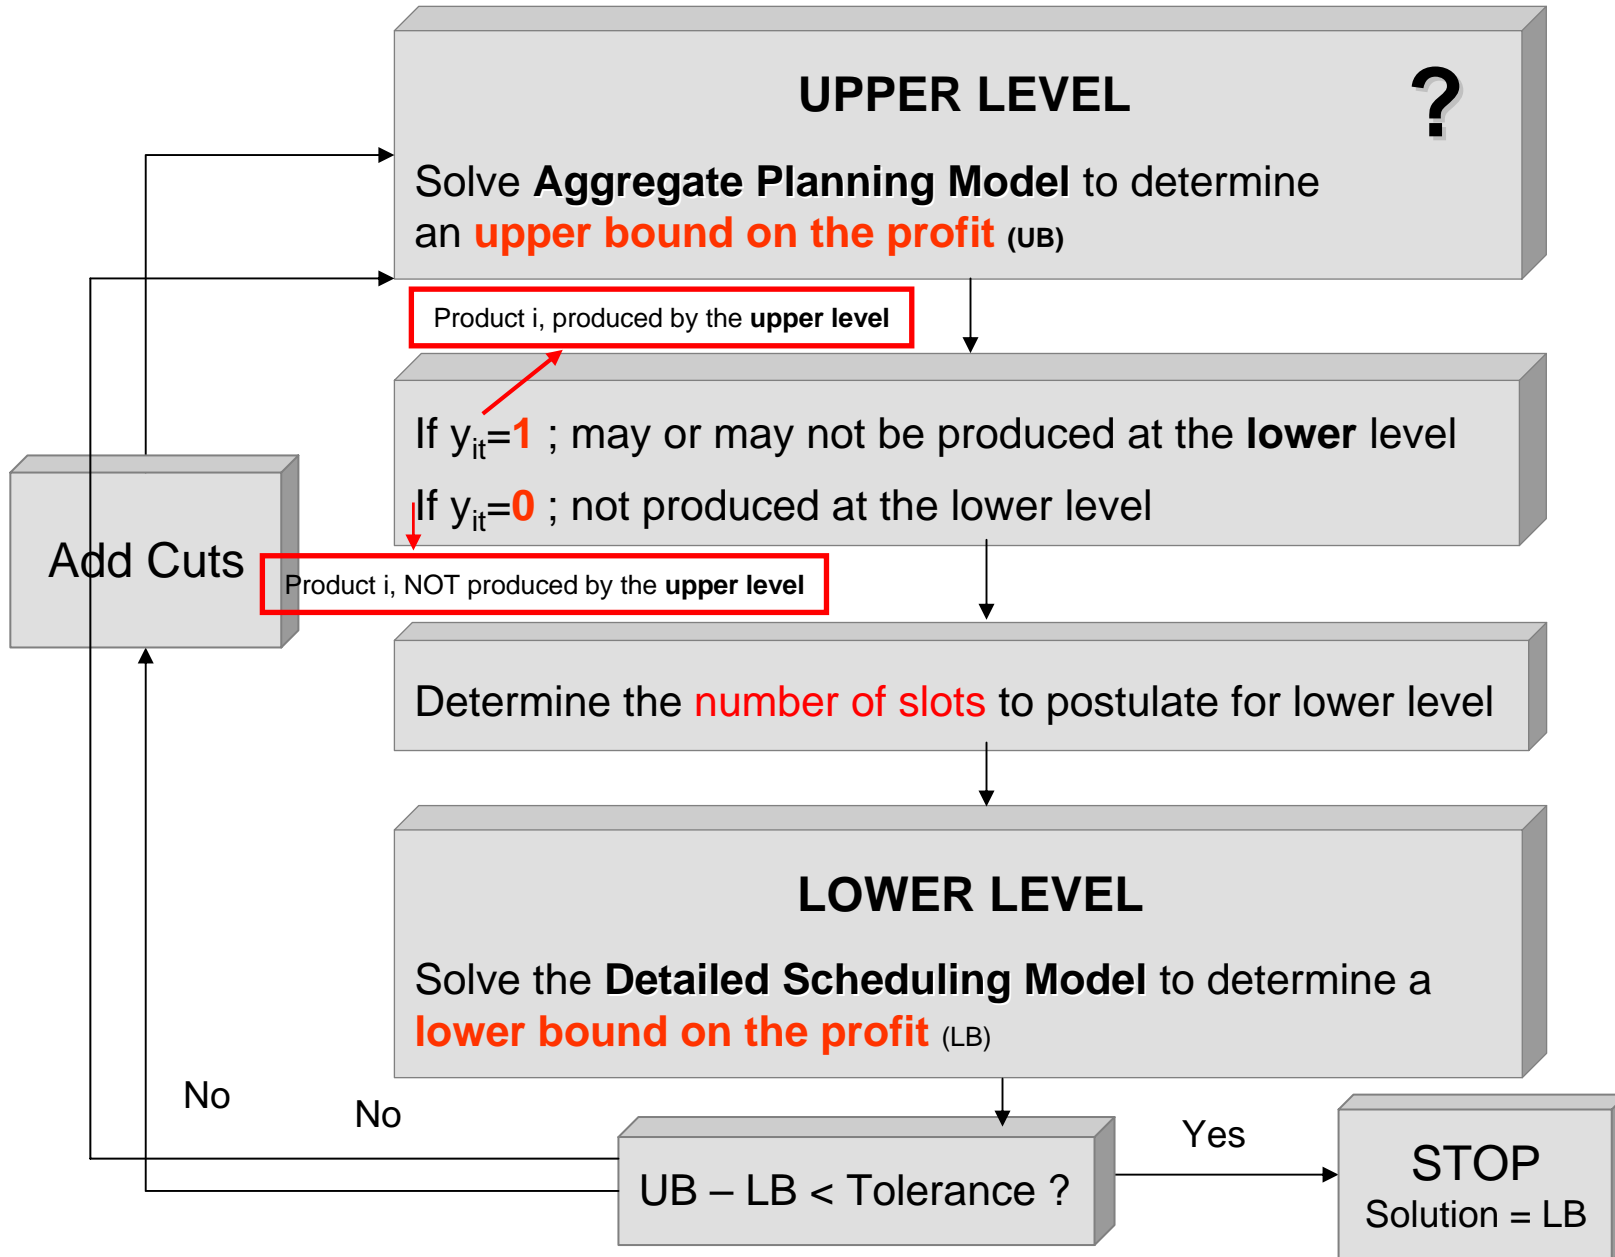 UPPER LEVEL
?
Solve Aggregate Planning Model to determine
an upper bound on the profit (UB)
Product i, produced by the upper level
If yit=1 ; may or may not be produced at the lower level
If yit=0 ; not produced at the lower level
Add Cuts
Product i, NOT produced by the upper level
Determine the number of slots to postulate for lower level
LOWER LEVEL
Solve the Detailed Scheduling Model to determine a
lower bound on the profit (LB)
No
No
UB – LB < Tolerance ?
Yes
STOP
Solution = LB